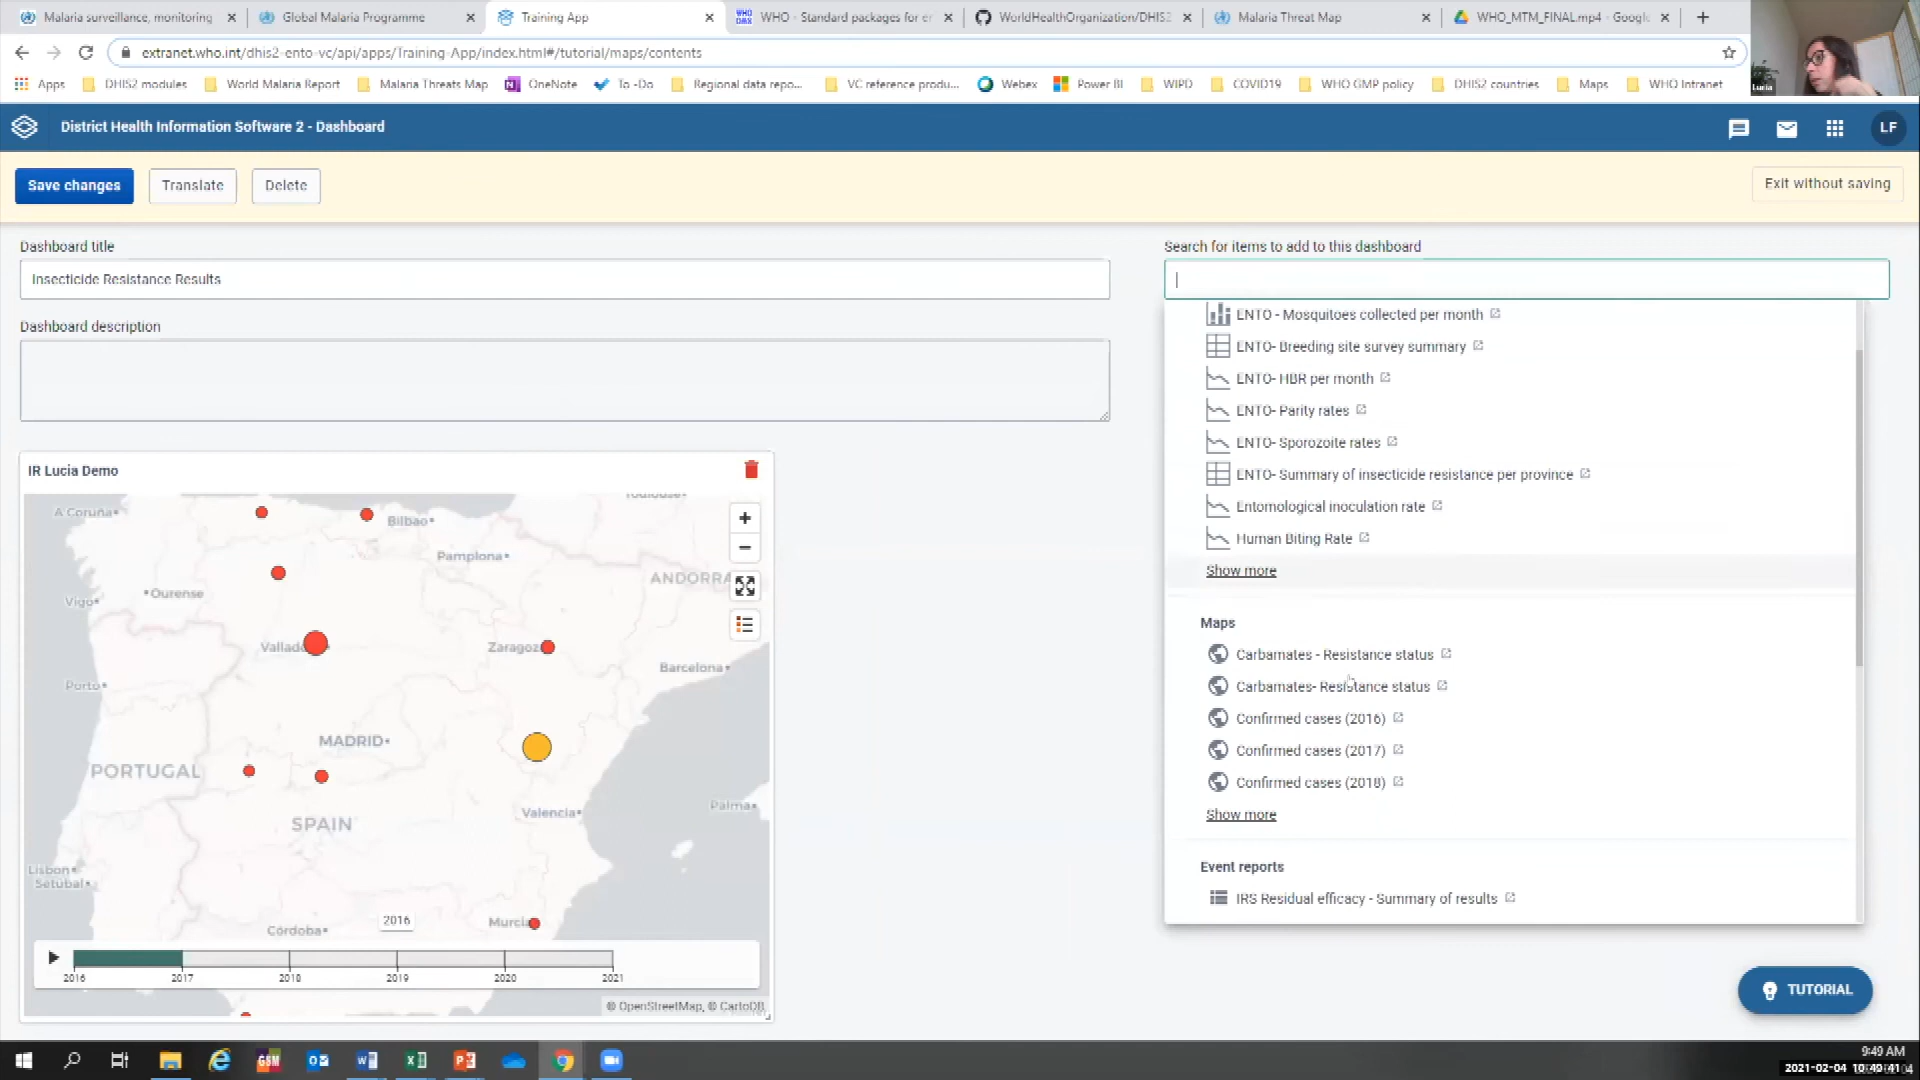 Malaria surveillance, monitoring
Global Malaria Programme
Training App
WHO - Standard packages for er
WorldHealthOrganization/DHIS2
Malaria Threat Map
WHO_MTM_FINAL.mp4 - Google
extranet.who.int/dhis2-ento-vc/api/apps/Training-App/index.html#/tutorial/maps/contents
Apps
DHIS2 modules
World Malaria Report
Malaria Threats Map
OneNote
To -Do
Regional data repo...
VC reference produ...
Webex
Power BI
WIPD
COVID19
WHO GMP policy
DHIS2 countries
Maps
WHO Intranet
Lucia
District Health Information Software 2 - Dashboard
LF
Save changes
Translate
Delete
Exit without saving
Dashboard title
Insecticide Resistance Results
Dashboard description
Search for items to add to this dashboard
ENTO - Mosquitoes collected per month
ENTO- Breeding site survey summary
ENTO- HBR per month
ENTO- Parity rates
ENTO- Sporozoite rates
ENTO- Summary of insecticide resistance per province
Entomological inoculation rate
Human Biting Rate
Show more
Maps
Carbamates - Resistance status
Carbamates- Resistance status
Confirmed cases (2016)
Confirmed cases (2017)
Confirmed cases (2018)
Show more
Event reports
IRS Residual efficacy - Summary of results
IR Lucia Demo
A Coruña
Bilbao
Pamplona
ANDORRA
Ourense
Vigo
Vallad
Zaragoz
Barcelona
Porto
MADRID
PORTUGAL
Valencia
Palma
SPAIN
Lisbon
Setúbal
Córdoba
2016
Murcia
2016
2017
2018
2019
2020
2021
© OpenStreetMap, © CartoDB
TUTORIAL
GSM
9:49 AM
2021-02-04 10:49:41